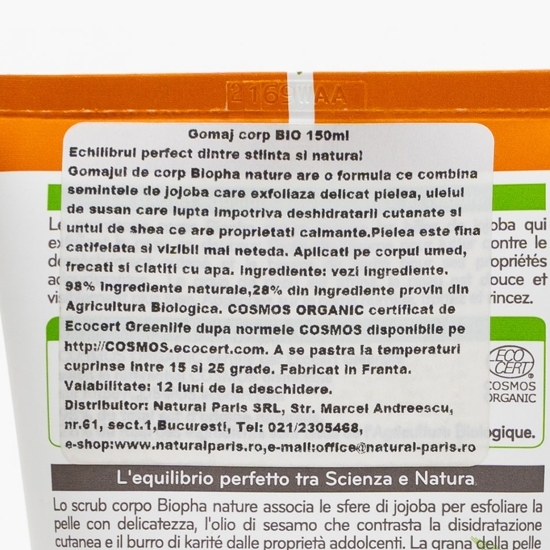 21691AA
Gomaj corp BIO 150ml
Echilibrul perfect dintre stiinta si natura!
Gomajul de corp Biopha nature are o formula ce combina
semintele de jojoba care exfoliaza delicat pielea, uleiul
de susan care lupta impotriva deshidratarii cutanate si
untul de shea ce are proprietati calmante.Pielea este fina
catifelata si vizibil mai neteda. Aplicati pe corpul umed,
frecati si clatiti cu apa. Ingrediente: vezi ingrediente.
98% ingrediente naturale,28% din ingrediente provin din
Agricultura Biologica. COSMOS ORGANIC certificat de
Ecocert Greenlife dupa normele COSMOS disponibile pe
http://COSMOS.ecocert.com. A se pastra la temperaturi
cuprinse intre 15 si 25 grade. Fabricat in Franta.
Valabilitate: 12 luni de la deschidere.
Distribuitor: Natural Paris SRL, Str. Marcel Andreescu,
nr.61, sect.1,Bucuresti, Tel: 021/2305468,
e-shop:www.naturalparis.ro,e-mail:office@natural-paris.ro
joba qui
contre le
propriétés
douce et
rincez.
ECO
CERT
COSMOS
ORGANIC
Biologique.
L'equilibrio perfetto tra Scienza e Natura
Lo scrub corpo Biopha nature associa le sfere di jojoba per esfoliare la
pelle con delicatezza, l'olio di sesamo che contrasta la disidratazione
cutanea e il burro di karité dalle proprietà addolcenti. La grana della pelle